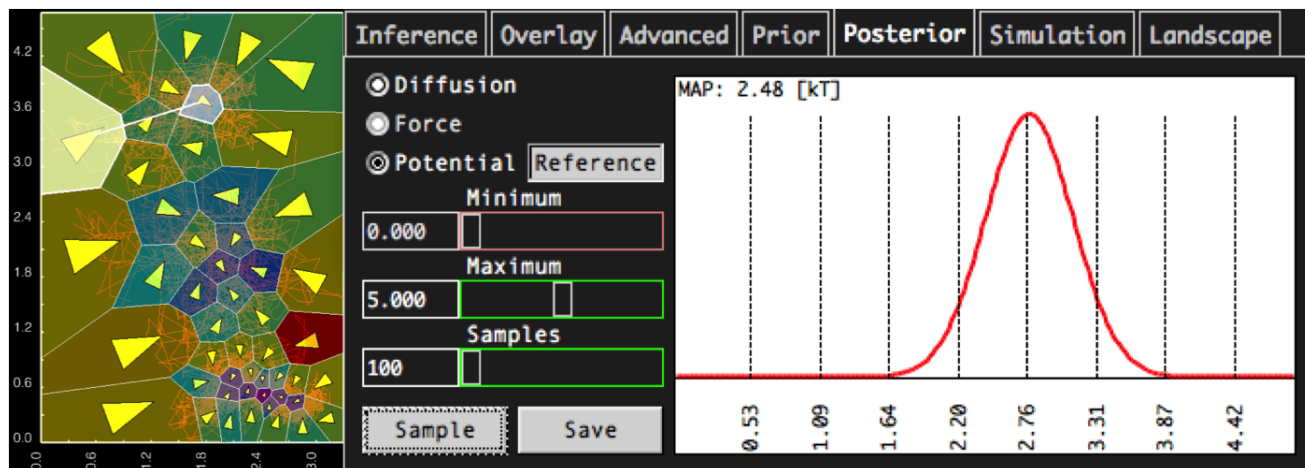 Inference Overlay Advanced Prior Posterior Simulation Landscape
Diffusion
Force
Potential Reference
Minimum
0.000
Maximum
5.000
Samples
100
Sample Save
MAP: 2.48 [kT]
0.53 1.09 1.64 2.20 2.76 3.31 3.87 4.42
4.2
3.6
3.0
2.4
1.8
1.2
0.6
0.0
0.0 0.6 1.2 1.8 2.4 3.0